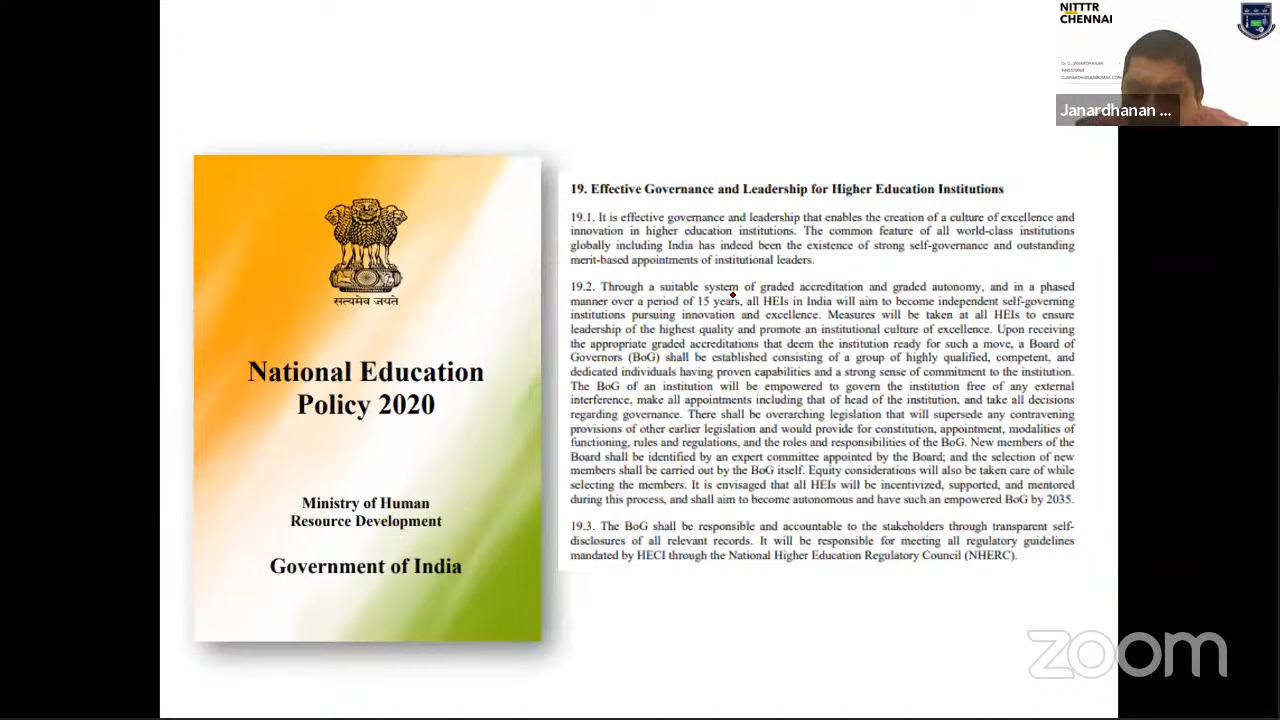 NITTTR
CHENNAI
Janardhanan ...
सत्यमेव जयते
National Education
Policy 2020
Ministry of Human
Resource Development
Government of India
19. Effective Governance and Leadership for Higher Education Institutions
19.1. It is effective governance and leadership that enables the creation of a culture of excellence and
innovation in higher education institutions. The common feature of all world-class institutions
globally including India has indeed been the existence of strong self-governance and outstanding
merit-based appointments of institutional leaders.
19.2. Through a suitable system of graded accreditation and graded autonomy, and in a phased
manner over a period of 15 years, all HEIs in India will aim to become independent self-governing
institutions pursuing innovation and excellence. Measures will be taken at all HEIs to ensure
leadership of the highest quality and promote an institutional culture of excellence. Upon receiving
the appropriate graded accreditations that deem the institution ready for such a move, a Board of
Governors (BoG) shall be established consisting of a group of highly qualified, competent, and
dedicated individuals having proven capabilities and a strong sense of commitment to the institution.
The BoG of an institution will be empowered to govern the institution free of any external
interference, make all appointments including that of head of the institution, and take all decisions
regarding governance. There shall be overarching legislation that will supersede any contravening
provisions of other earlier legislation and would provide for constitution, appointment, modalities of
functioning, rules and regulations, and the roles and responsibilities of the BoG. New members of the
Board shall be identified by an expert committee appointed by the Board; and the selection of new
members shall be carried out by the BoG itself. Equity considerations will also be taken care of while
selecting the members. It is envisaged that all HEIs will be incentivized, supported, and mentored
during this process, and shall aim to become autonomous and have such an empowered BoG by 2035.
19.3. The BoG shall be responsible and accountable to the stakeholders through transparent self-
disclosures of all relevant records. It will be responsible for meeting all regulatory guidelines
mandated by HECI through the National Higher Education Regulatory Council (NHERC).
zoom